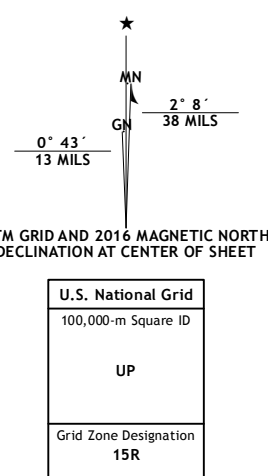 MN
2° 8´
38 MILS
GN
0° 43´
13 MILS
TM GRID AND 2016 MAGNETIC NORTH
DECLINATION AT CENTER OF SHEET
U.S. National Grid
100,000-m Square ID
UP
Grid Zone Designation
15R